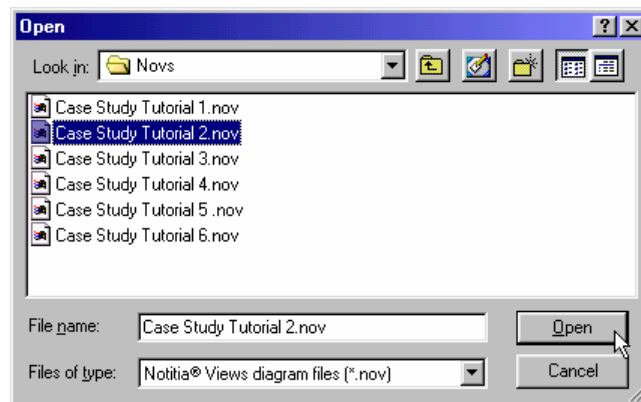 Open
Look in: Novs
Case Study Tutorial 1.nov
Case Study Tutorial 2.nov
Case Study Tutorial 3.nov
Case Study Tutorial 4.nov
Case Study Tutorial 5 .nov
Case Study Tutorial 6.nov
File name: Case Study Tutorial 2.nov Open
Files of type: Notitia® Views diagram files (*.nov) Cancel